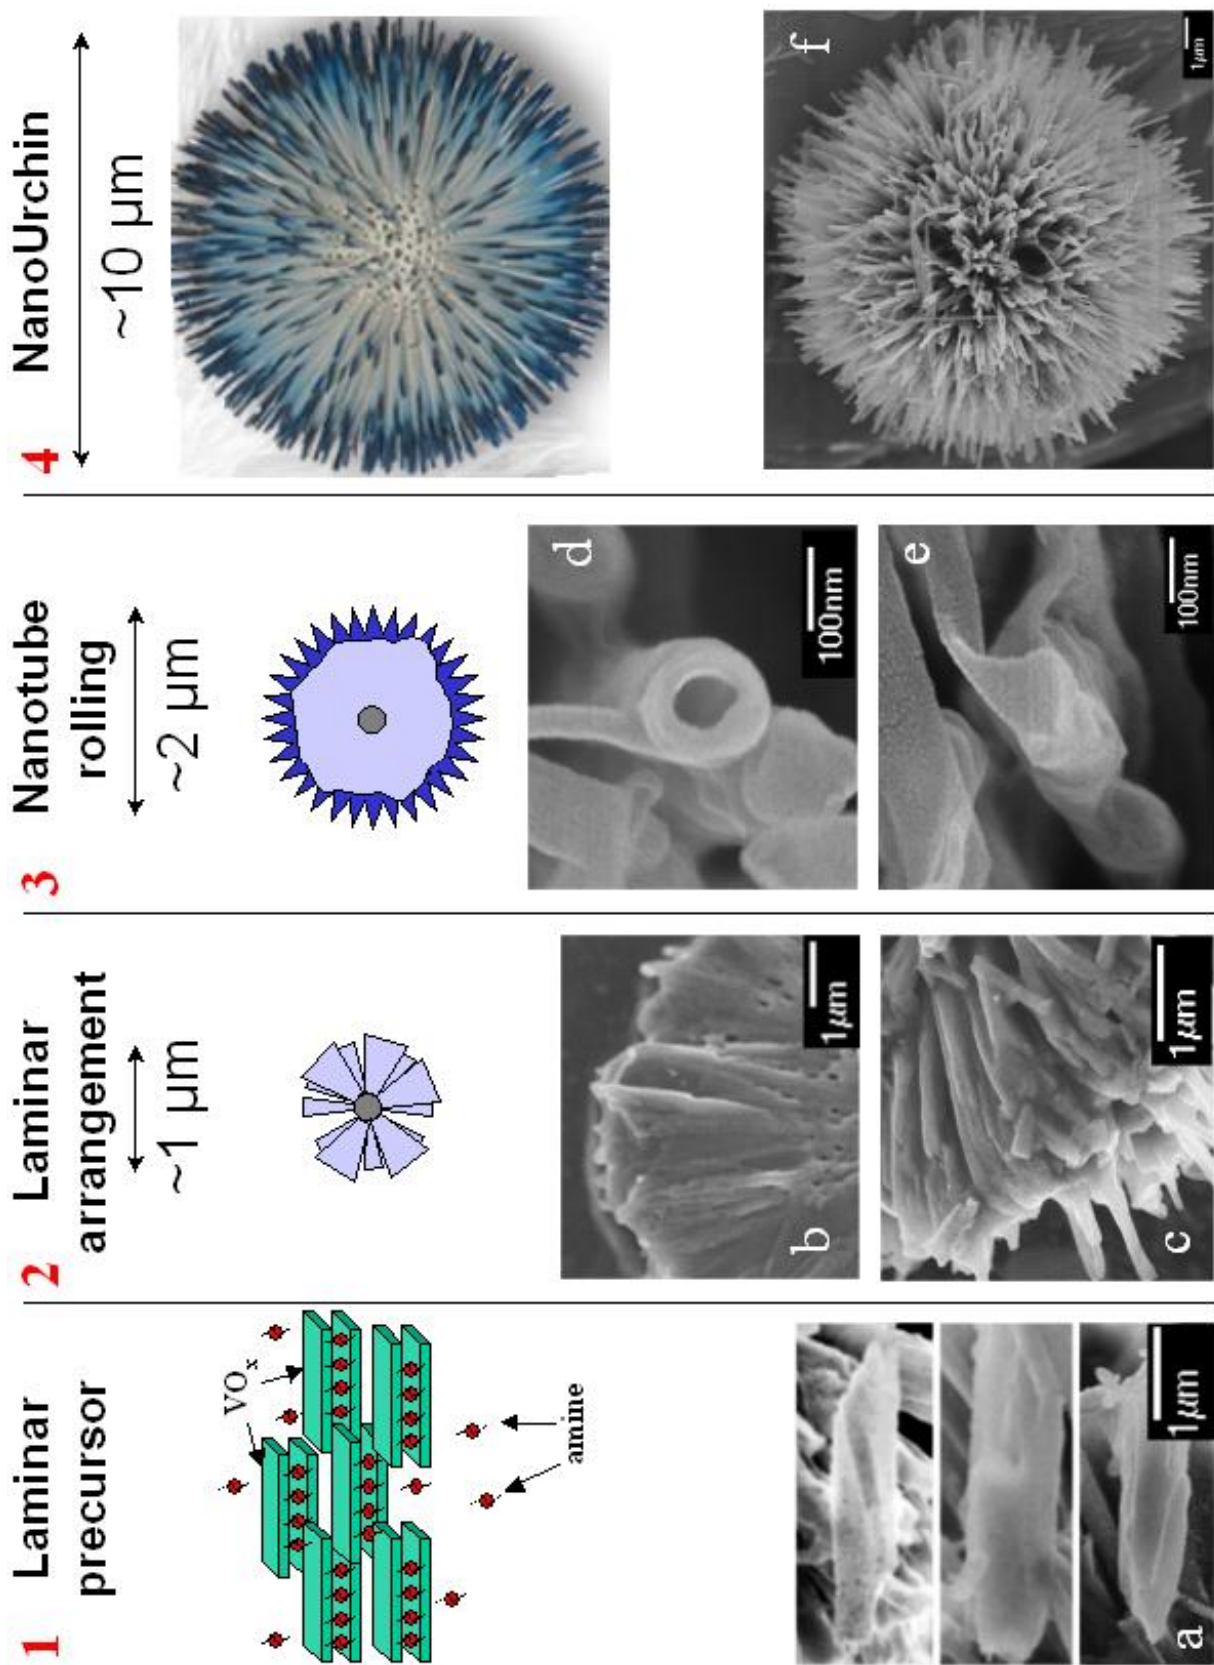 1 Laminar
precursor
VOx
amine
a
1μm
2 Laminar
arrangement
~1 μm
b
1μm
c
1μm
3 Nanotube
rolling
~2 μm
d
100nm
e
100nm
4 NanoUrchin
~10 μm
f
1μm